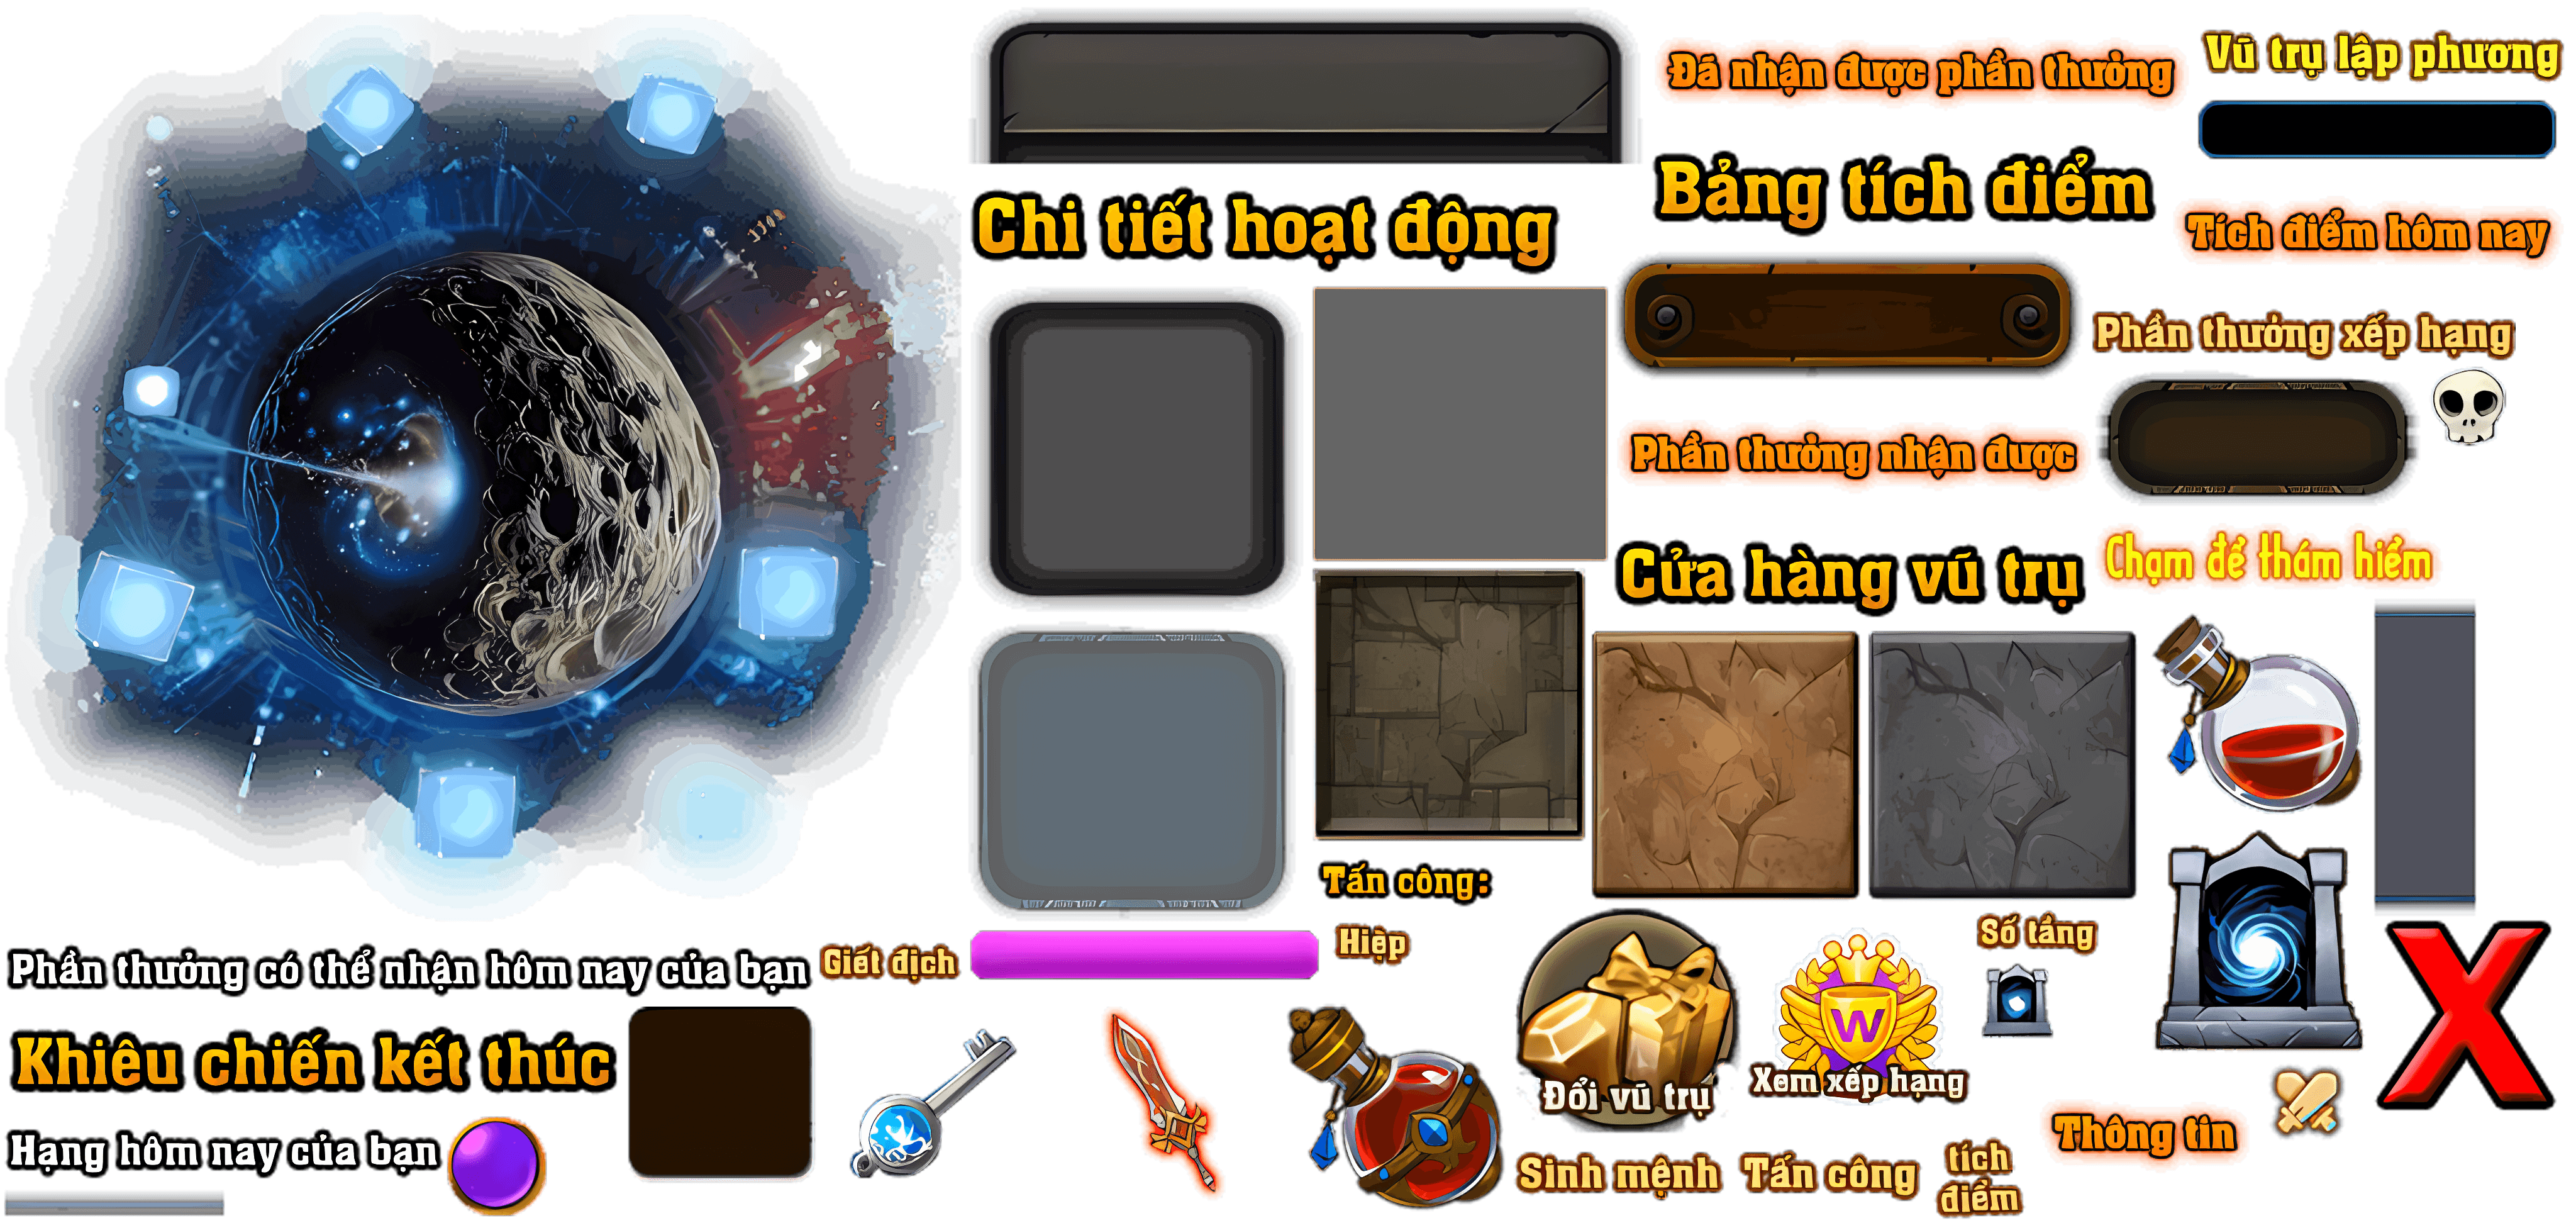 Vũ trụ lập phương
Đã nhận được phần thưởng
Bảng tích điểm
Chi tiết hoạt động
Tích điểm hôm nay
Phần thưởng xếp hạng
Phần thưởng nhận được
Cửa hàng vũ trụ
Chạm để thám hiểm
Tấn công:
Số tầng
Hiệp
Giết địch
Phần thưởng có thể nhận hôm nay của bạn
Khiêu chiến kết thúc
W
Xem xếp hạng
Đổi vũ trụ
Thông tin
Hạng hôm nay của bạn
Sinh mệnh
Tấn công
tích
điểm
X